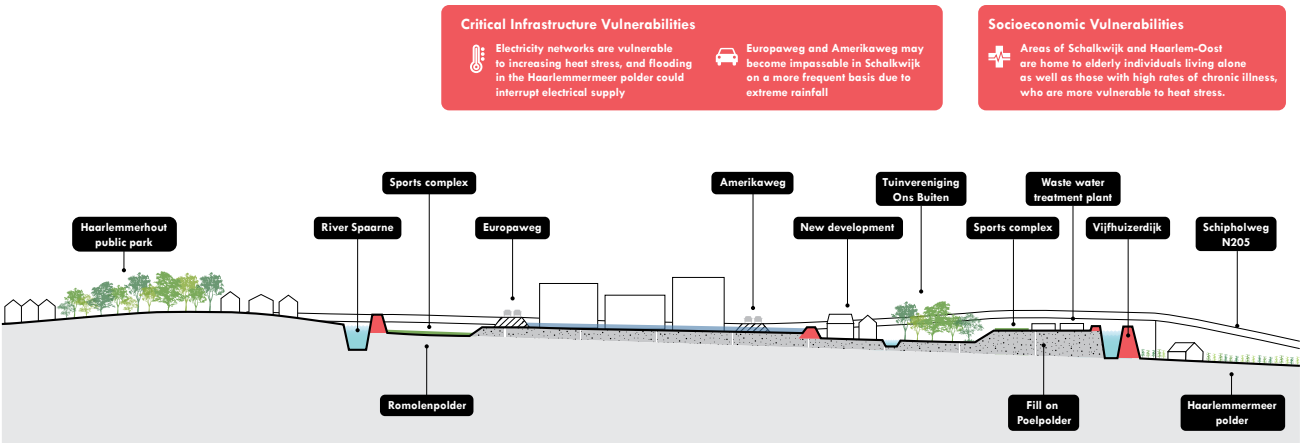 Critical Infrastructure Vulnerabilities
Electricity networks are vulnerable
to increasing heat stress, and flooding
in the Haarlemmermeer polder could
interrupt electrical supply
Europaweg and Amerikaweg may
become impassable in Schalkwijk
on a more frequent basis due to
extreme rainfall
Socioeconomic Vulnerabilities
Areas of Schalkwijk and Haarlem-Oost
are home to elderly individuals living alone
as well as those with high rates of chronic illness,
who are more vulnerable to heat stress.
Haarlemmerhout
public park
River Spaarne
Sports complex
Europaweg
Amerikaweg
New development
Tuinvereniging
Ons Buiten
Sports complex
Waste water
treatment plant
Vijfhuizerdijk
Schipholweg
N205
Romolenpolder
Fill on
Poelpolder
Haarlemmermeer
polder